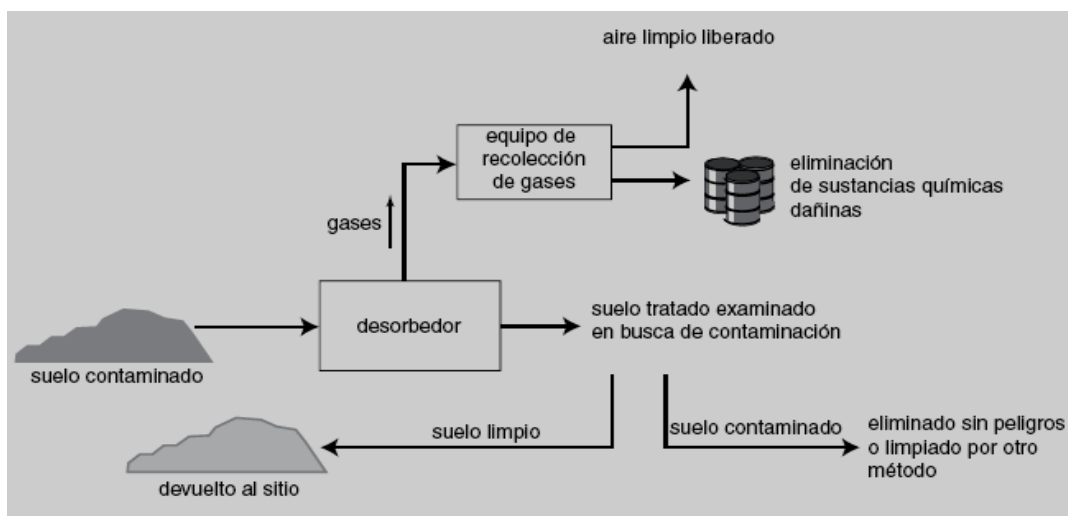 aire limpio liberado
equipo de
recolección
de gases
eliminación
de sustancias químicas
dañinas
gases
desorbedor
suelo tratado examinado
en busca de contaminación
suelo contaminado
suelo limpio
suelo contaminado
eliminado sin peligros
o limpiado por otro
método
devuelto al sitio